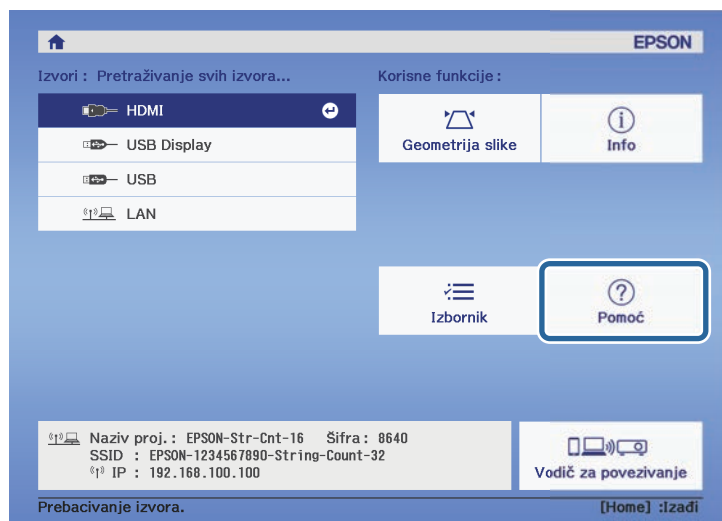 EPSON
Izvori : Pretraživanje svih izvora...
Korisne funkcije :
HDMI
USB Display
USB
LAN
Geometrija slike
Info
Izbornik
Pomoć
Naziv proj. : EPSON-Str-Cnt-16 Šifra : 8640
SSID : EPSON-1234567890-String-Count-32
IP : 192.168.100.100
Vodič za povezivanje
Prebacivanje izvora.
[Home] :Izađi